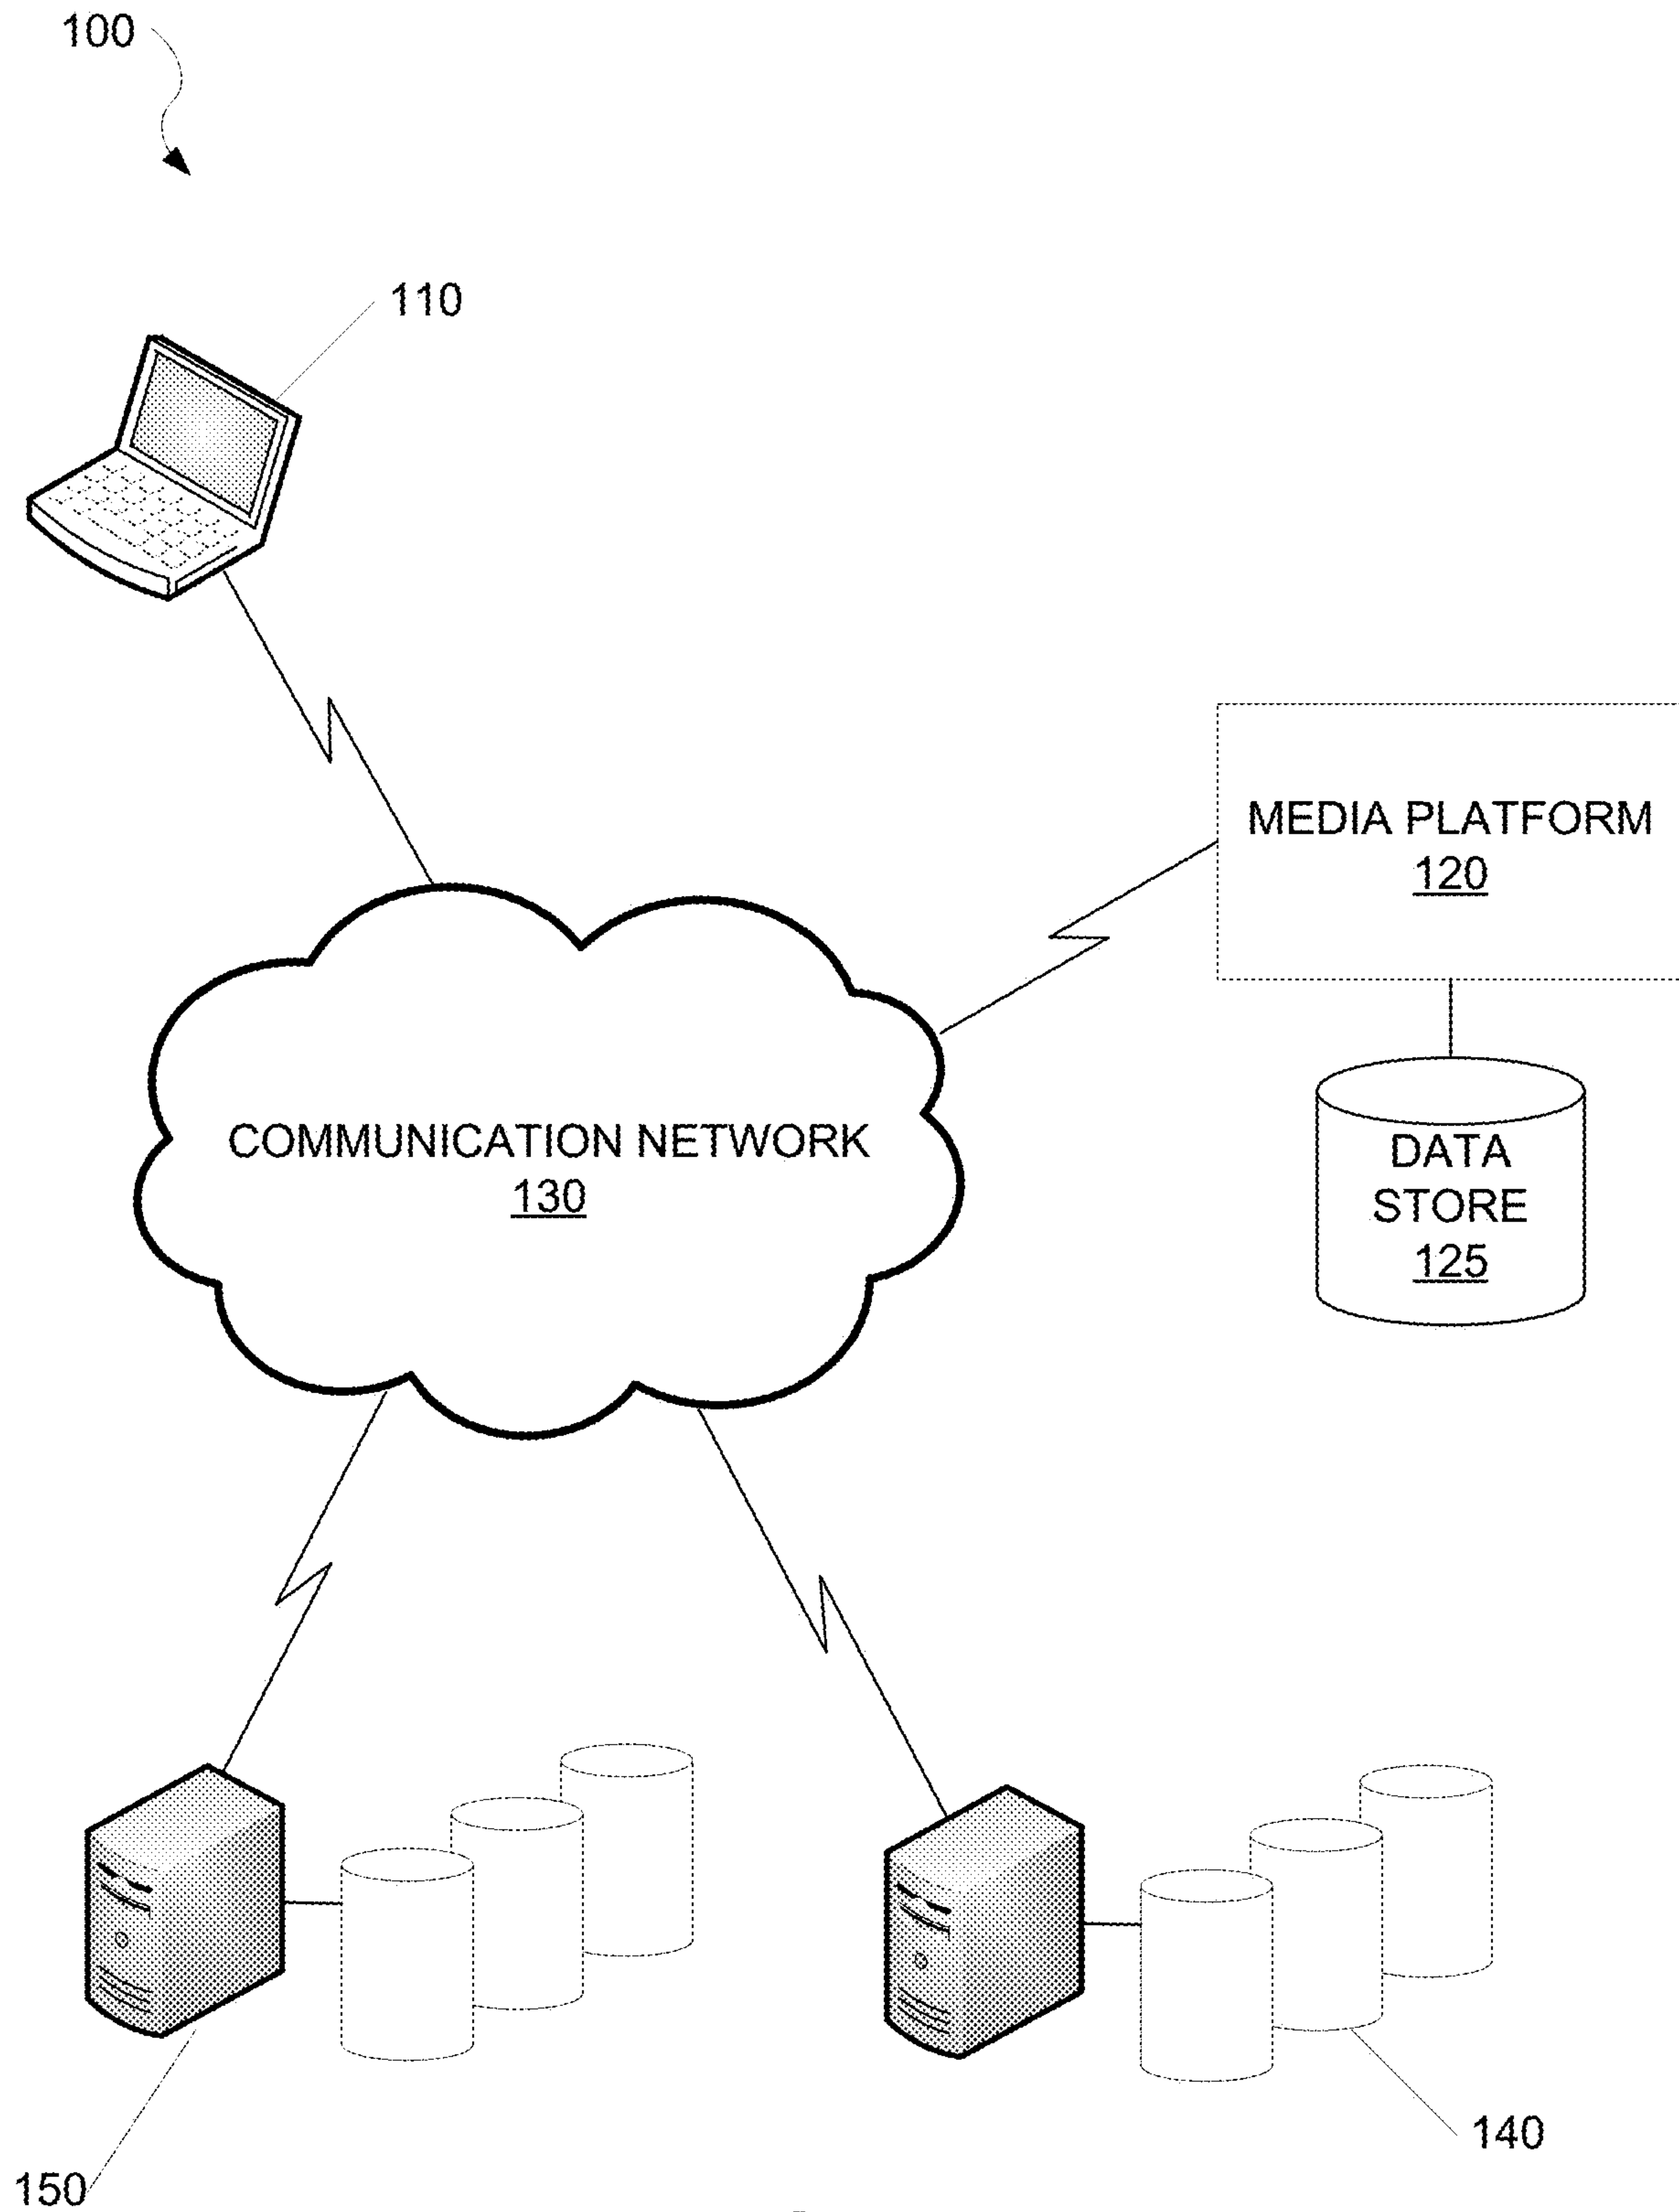 100
110
MEDIA PLATFORM
120
COMMUNICATION NETWORK
130
DATA
STORE
125
140
150